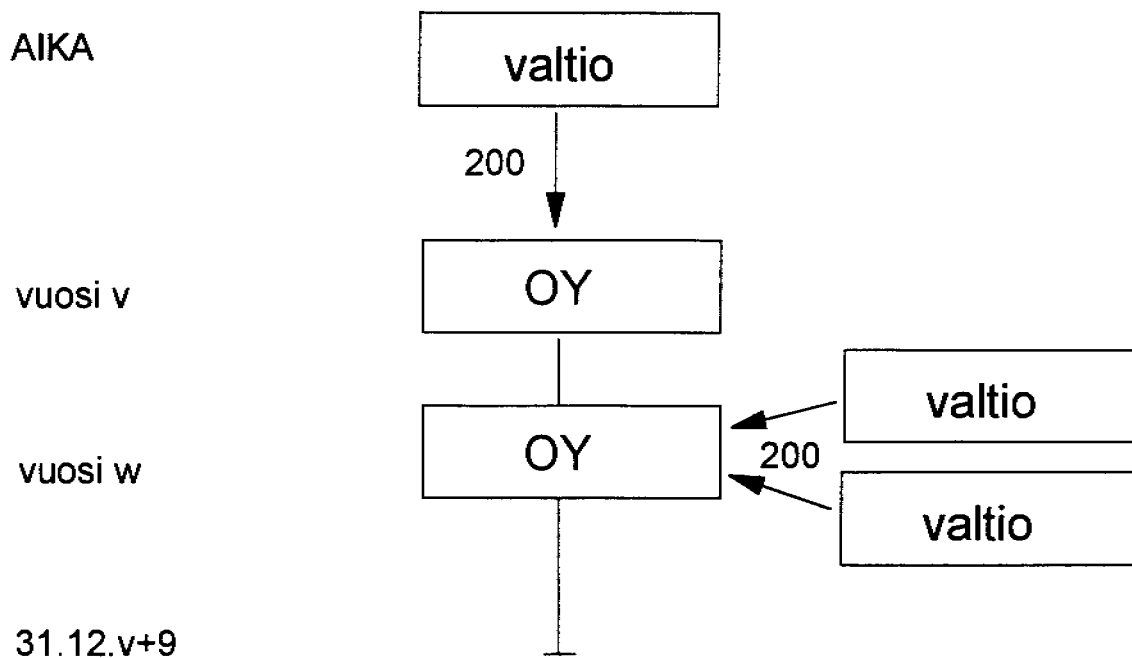 AIKA
valtio
200
vuosi v
OY
valtio
vuosi w
OY
200
valtio
31.12.v+9